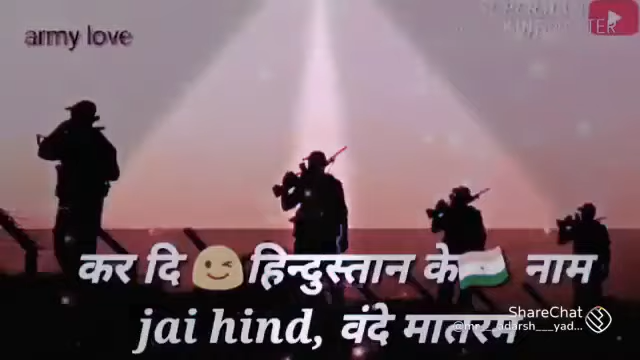 army love
कर दि 😉 हिन्दुस्तान के 🇮🇳 नाम
jai hind, वंदे मातरम
ShareChat